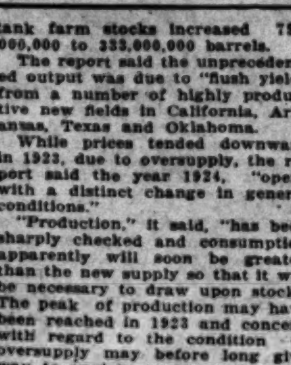 tank farm stocks increased 7
000,000 to 333,000,000 barrels.
The report said the unpreceden
ed output was due to "flush yiel
from a number of highly produ
tive new fields in California, Ar
ansas, Texas and Oklahoma.
While prices tended downwa
in 1923, due to oversupply, the r
port said the year 1924, "ope
with a distinct change in gener
conditions."
"Production," it said, "has bee
sharply checked and consumptio
apparently will soon be greate
than the new supply so that it w
be necessary to draw upon stock
The peak of production may hav
been reached in 1923 and conce
with regard to the condition
oversupply may before long gi